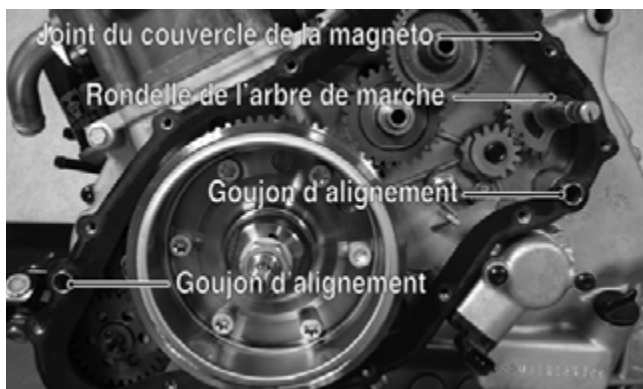 Joint du couvercle de la magneto
Rondelle de l'arbre de marche
Goujon d'alignement
Goujon d'alignement